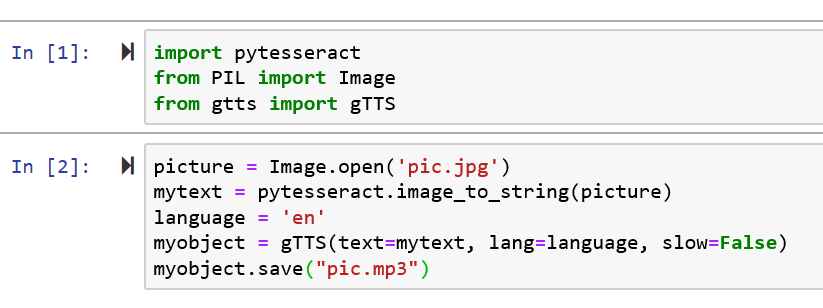 In [1]: import pytesseract
from PIL import Image
from gtts import gTTS
In [2]: picture = Image.open('pic.jpg')
mytext = pytesseract.image_to_string(picture)
language = 'en'
myobject = gTTS(text=mytext, lang=language, slow=False)
myobject.save("pic.mp3")